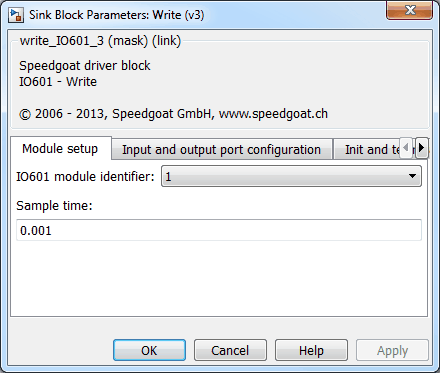 Sink Block Parameters: Write (v3)
write_IO601_3 (mask) (link)
Speedgoat driver block
IO601 - Write
© 2006 - 2013, Speedgoat GmbH, www.speedgoat.ch
Module setup Input and output port configuration Init and
IO601 module identifier: 1
Sample time:
0.001
OK Cancel Help Apply